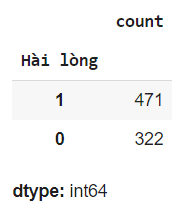 count
Hài lòng
1 471
0 322
dtype: int64